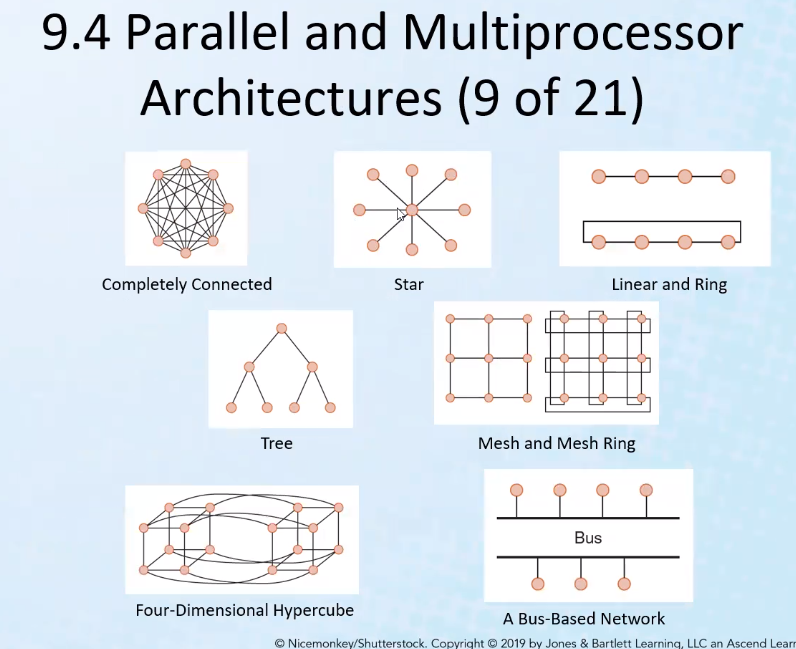 9.4 Parallel and Multiprocessor
Architectures (9 of 21)
Completely Connected
Star
Linear and Ring
Tree
Mesh and Mesh Ring
Four-Dimensional Hypercube
Bus
A Bus-Based Network
© Nicemonkey/Shutterstock. Copyright © 2019 by Jones & Bartlett Learning, LLC an Ascend Lear